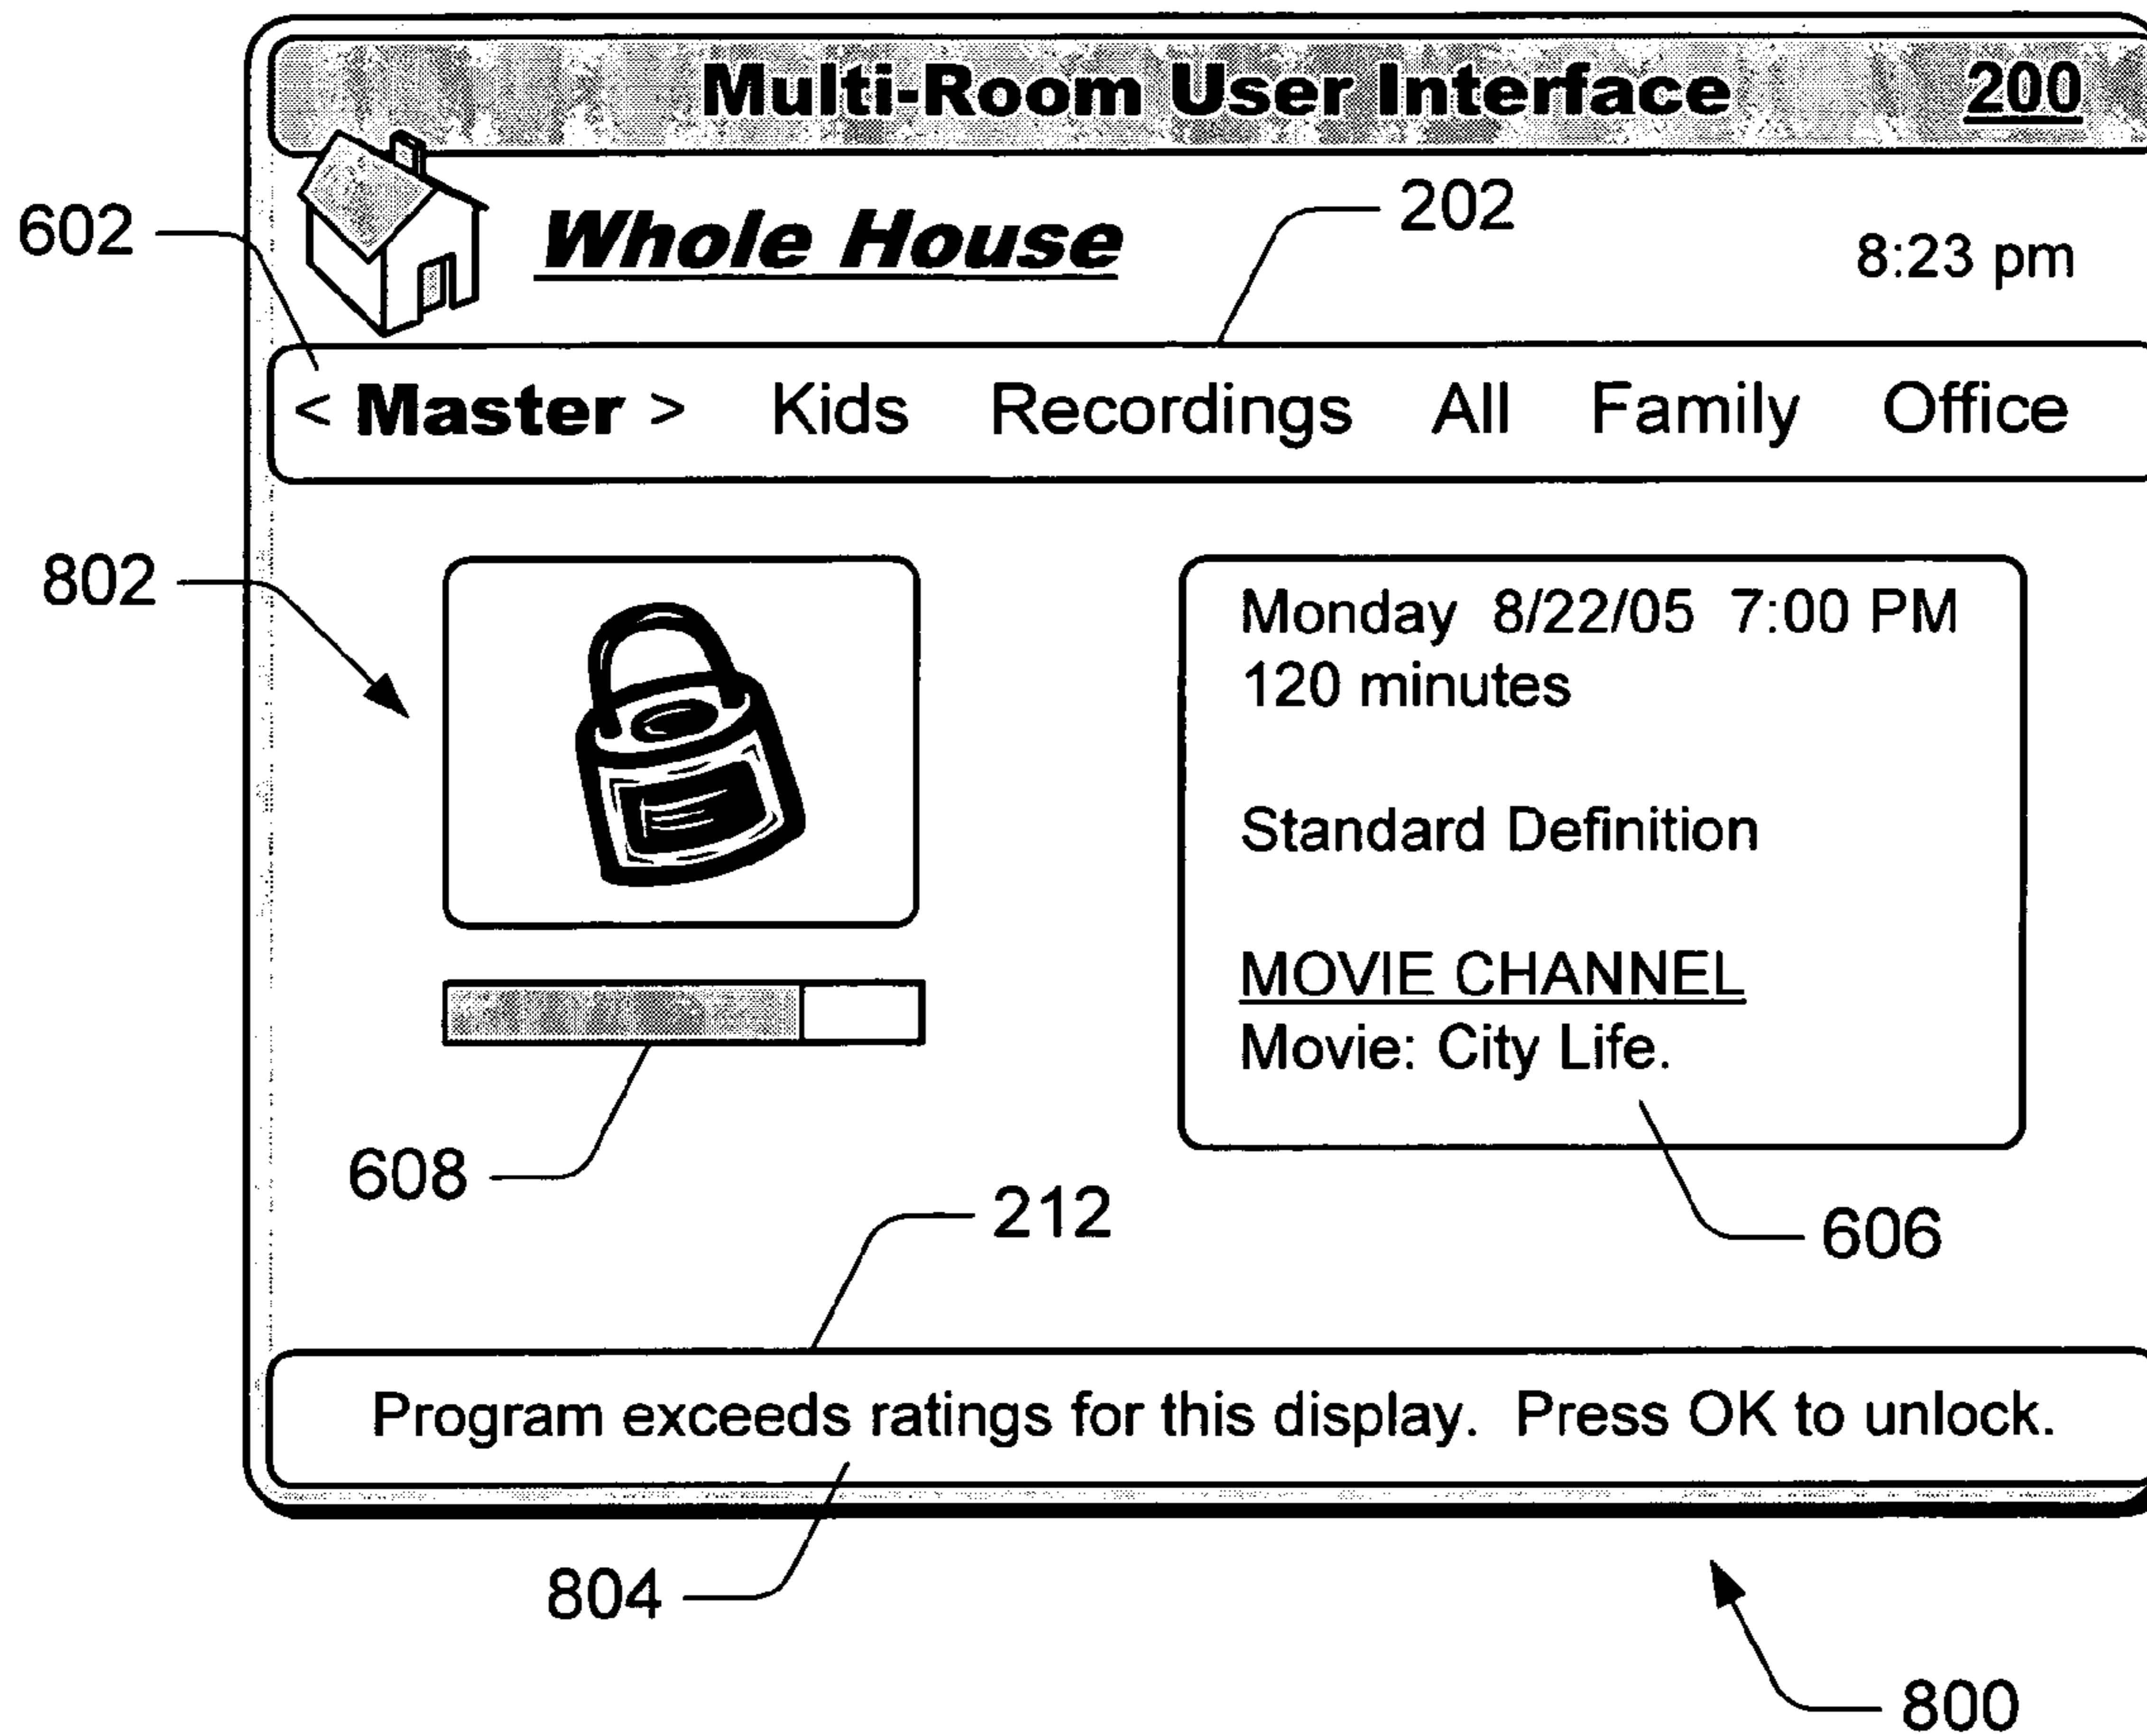 Multi-Room User Interface 200
602
Whole House
202
8:23 pm
< Master > Kids Recordings All Family Office
802
Monday 8/22/05 7:00 PM
120 minutes
Standard Definition
MOVIE CHANNEL
Movie: City Life.
608
212
606
Program exceeds ratings for this display. Press OK to unlock.
804
800